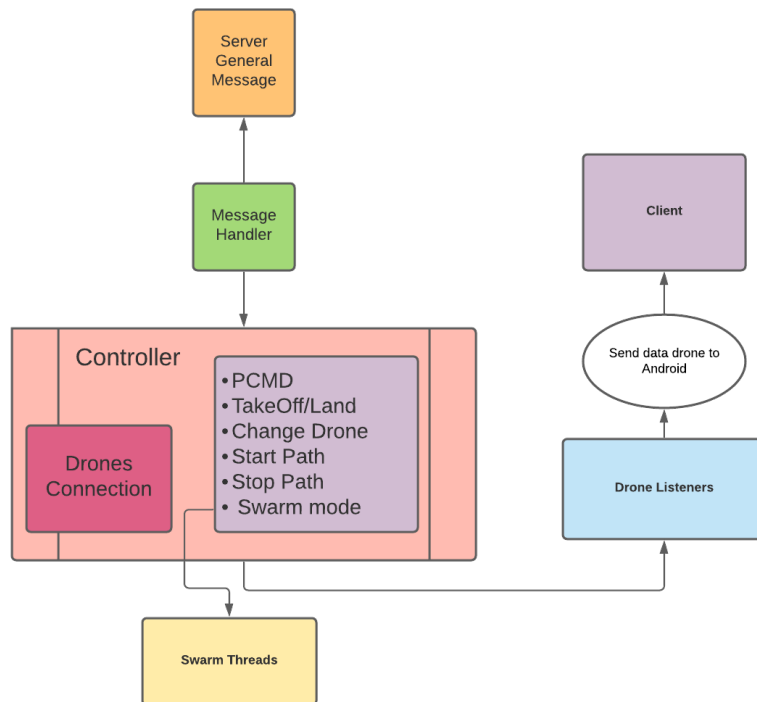 Server
General
Message
Message
Handler
Client
Controller
• PCMD
• TakeOff/Land
• Change Drone
• Start Path
• Stop Path
• Swarm mode
Drones
Connection
Send data drone to
Android
Drone Listeners
Swarm Threads